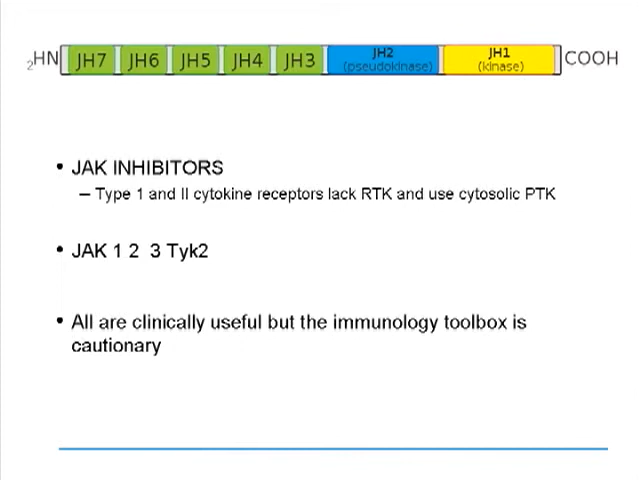 ₂HN JH7 JH6 JH5 JH4 JH3 JH2 (pseudokinase) JH1 (kinase) COOH
• JAK INHIBITORS
– Type 1 and II cytokine receptors lack RTK and use cytosolic PTK
• JAK 1 2  3 Tyk2
• All are clinically useful but the immunology toolbox is
cautionary